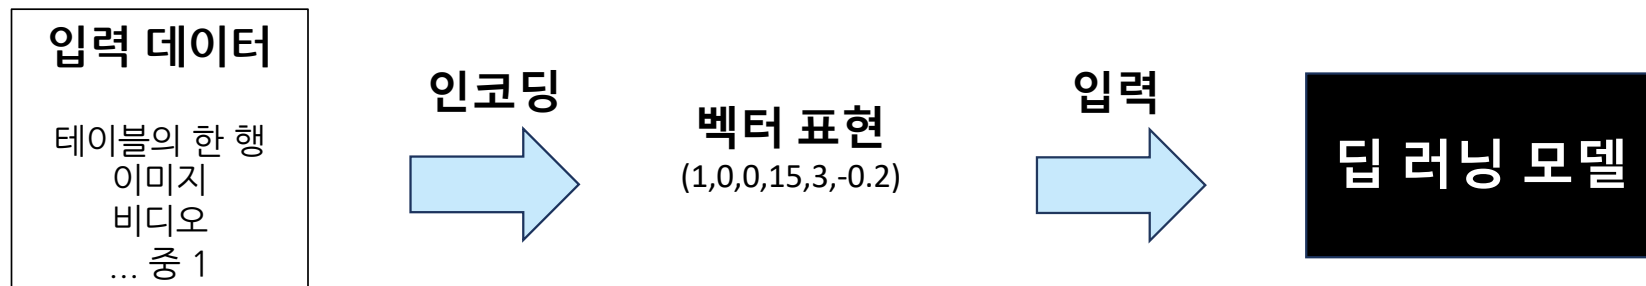 입력 데이터
테이블의 한 행
이미지
비디오
... 중 1
인코딩
벡터 표현
(1,0,0,15,3,-0.2)
입력
딥 러닝 모델